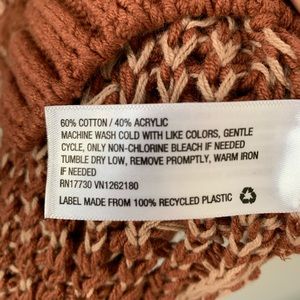 60% COTTON / 40% ACRYLIC
MACHINE WASH COLD WITH LIKE COLORS, GENTLE
CYCLE, ONLY NON-CHLORINE BLEACH IF NEEDED
TUMBLE DRY LOW, REMOVE PROMPTLY, WARM IRON
IF NEEDED
RN17730 VN1262180
LABEL MADE FROM 100% RECYCLED PLASTIC